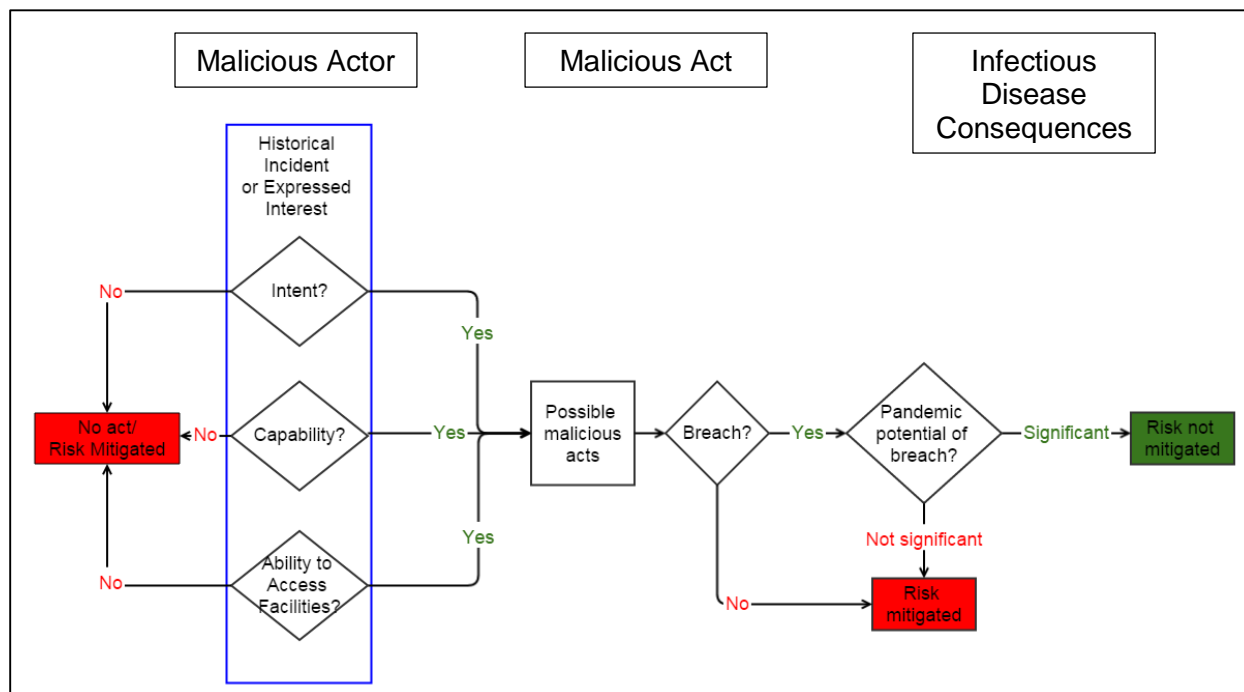 Malicious Actor
Malicious Act
Infectious
Disease
Consequences
Historical
Incident
or Expressed
Interest
No
Intent?
Yes
No act/
Risk Mitigated
No
Capability?
Yes
Possible
malicious
acts
Breach?
Yes
Pandemic
potential of
breach?
Significant
Risk not
mitigated
No
Ability to
Access
Facilities?
Yes
Not significant
No
Risk
mitigated